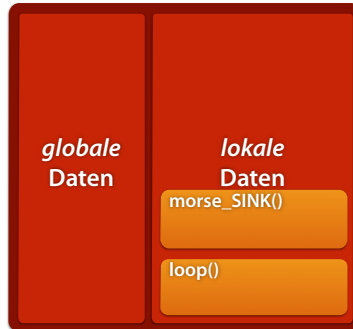 globale
Daten
lokale
Daten
morse_SINK()
loop()